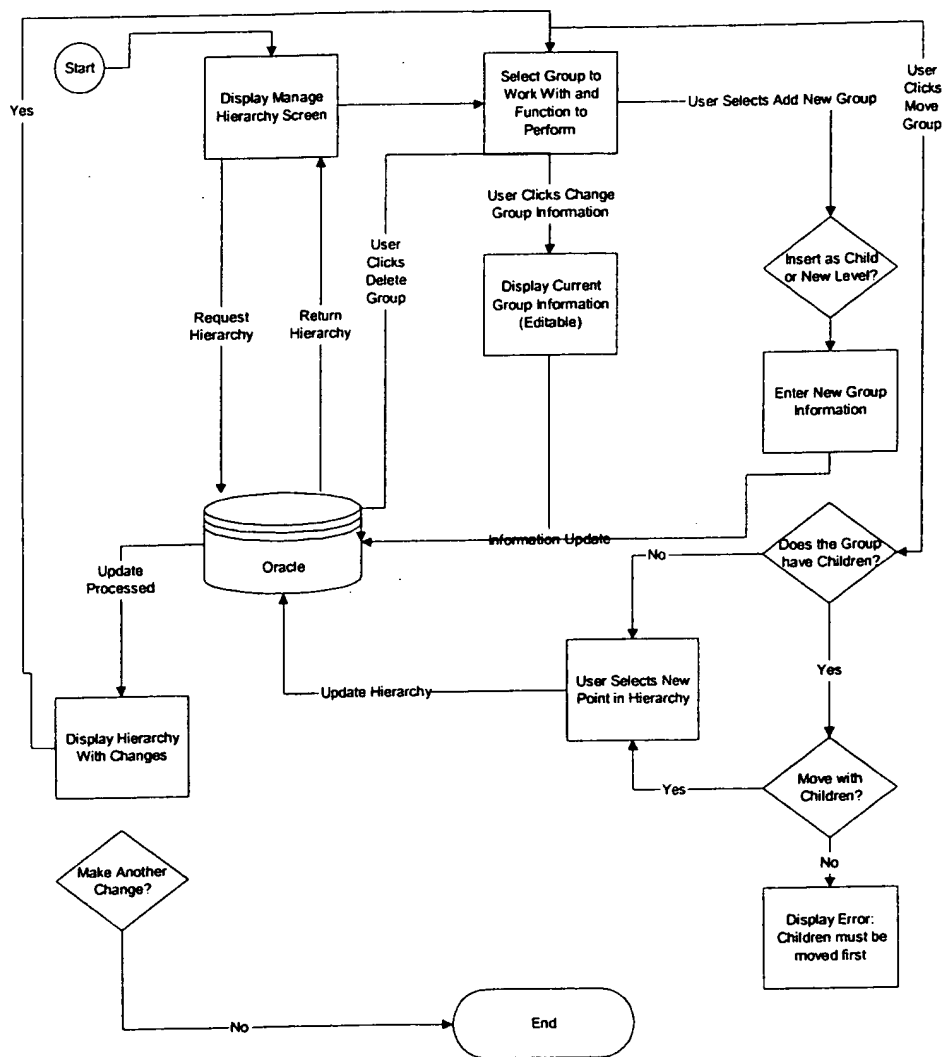 Start
Yes
Display Manage
Hierarchy Screen
Select Group to
Work With and
Function to
Perform
User Selects Add New Group
User
Clicks
Move
Group
User Clicks Change
Group Information
User
Clicks
Delete
Group
Insert as Child
or New Level?
Display Current
Group Information
(Editable)
Request
Hierarchy
Return
Hierarchy
Enter New Group
Information
Information Update
Oracle
No
Does the Group
have Children?
Update
Processed
Yes
Update Hierarchy
User Selects New
Point in Hierarchy
Display Hierarchy
With Changes
Yes
Move with
Children?
No
Make Another
Change?
Display Error:
Children must be
moved first
No
End